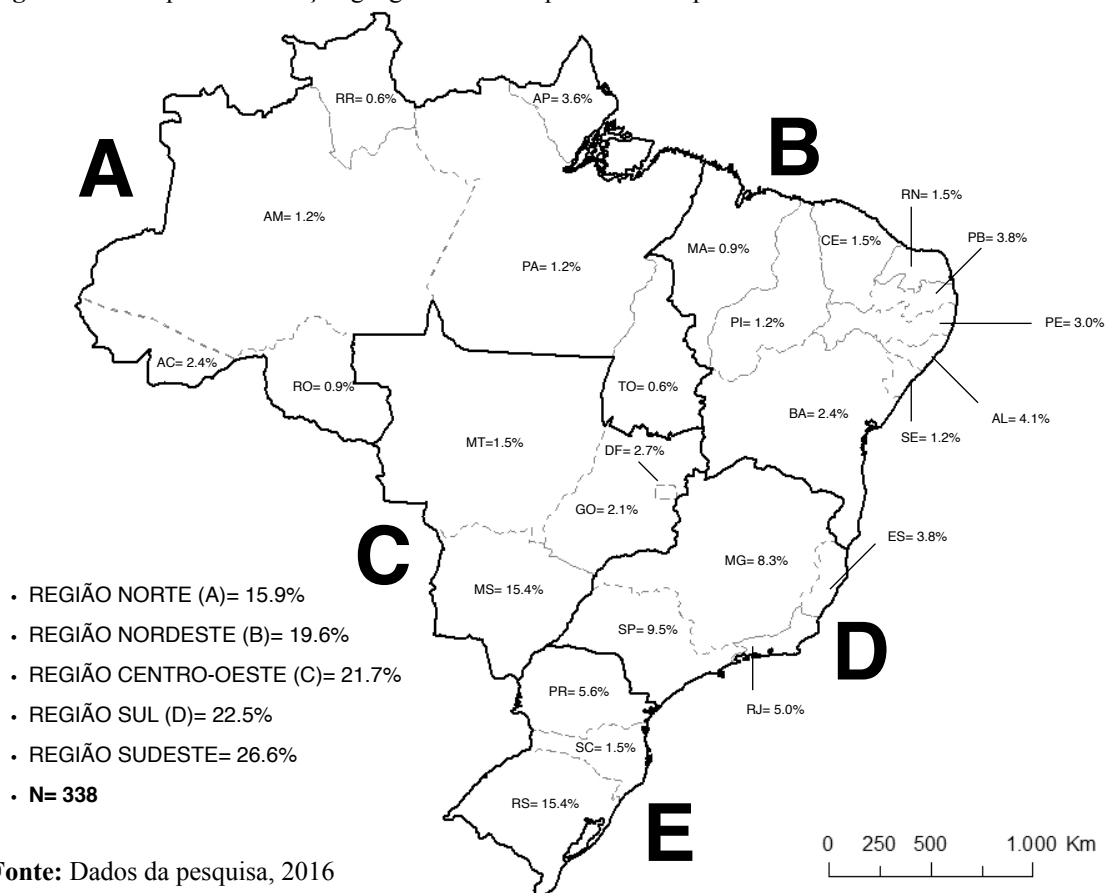 RR= 0.6%
AP= 3.6%
A
B
RN= 1.5%
AM= 1.2%
PA= 1.2%
MA= 0.9%
CE= 1.5%
PB= 3.8%
PI= 1.2%
PE= 3.0%
AC= 2.4%
RO= 0.9%
TO= 0.6%
BA= 2.4%
AL= 4.1%
SE= 1.2%
MT=1.5%
DF= 2.7%
GO= 2.1%
C
ES= 3.8%
MG= 8.3%
MS= 15.4%
SP= 9.5%
D
PR= 5.6%
RJ= 5.0%
SC= 1.5%
RS= 15.4%
E
• REGIÃO NORTE (A)= 15.9%
• REGIÃO NORDESTE (B)= 19.6%
• REGIÃO CENTRO-OESTE (C)= 21.7%
• REGIÃO SUL (D)= 22.5%
• REGIÃO SUDESTE= 26.6%
• N= 338
0 250 500 1.000 Km
Fonte: Dados da pesquisa, 2016